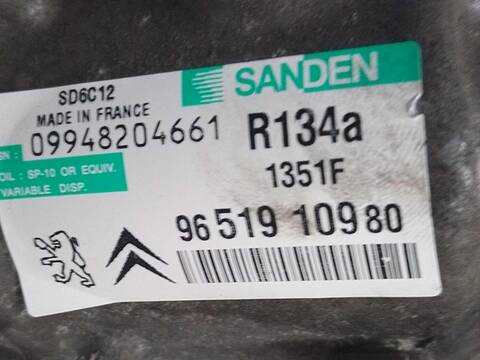 SANDEN
SD6C12
MADE IN FRANCE
SN: 09948204661
R134a
OIL: SP-10 OR EQUIV.
VARIABLE DISP.
1351F
96 519 109 80